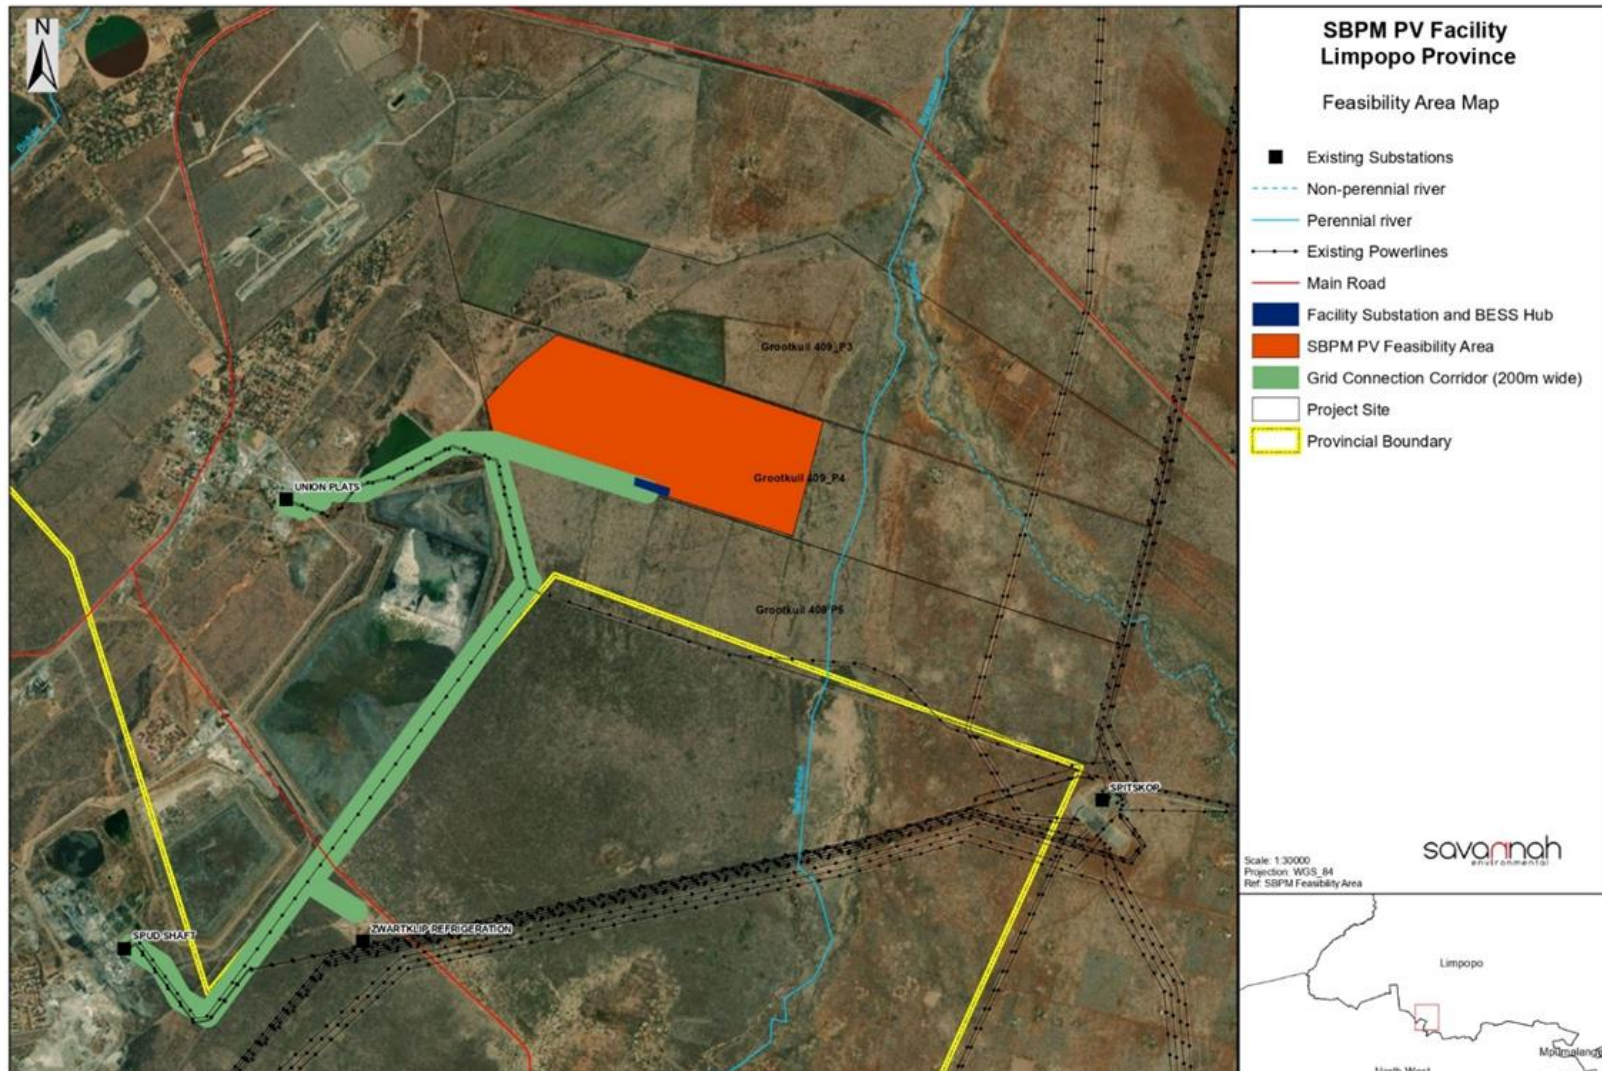 N
SBPM PV Facility
Limpopo Province
Feasibility Area Map
Existing Substations
Non-perennial river
Perennial river
Existing Powerlines
Main Road
Facility Substation and BESS Hub
SBPM PV Feasibility Area
Grid Connection Corridor (200m wide)
Project Site
Provincial Boundary
Grootkuil 409_P3
Grootkuil 409_P4
Grootkuil 409_P5
UNION PLATS
SPITSKOP
SPUD SHAFT
ZWARTKLIP REFRIGERATION
savannah
environmental
Scale: 1:30000
Projection: WGS_84
Ref: SBPM Feasibility Area
Limpopo
Mpumalanga
North West